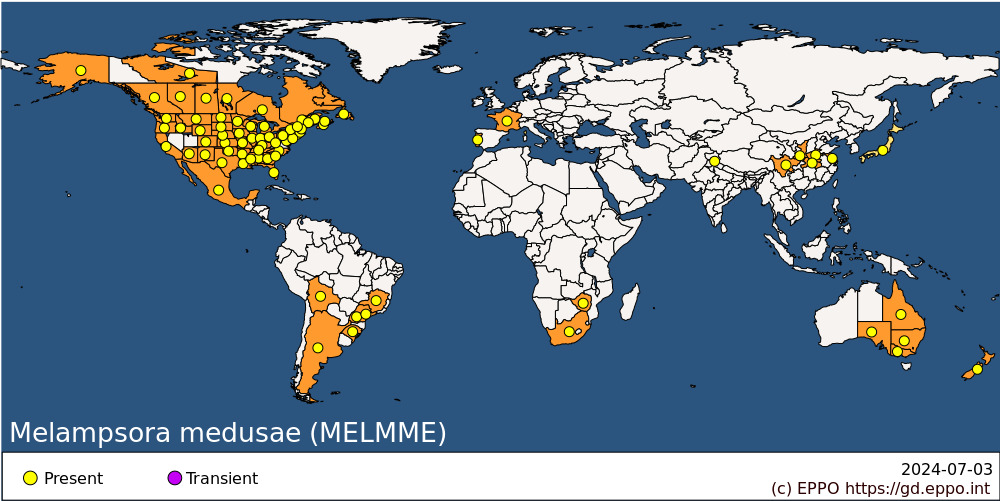 Melampsora medusae (MELMME)
Present
Transient
2024-07-03
(c) EPPO https://gd.eppo.int